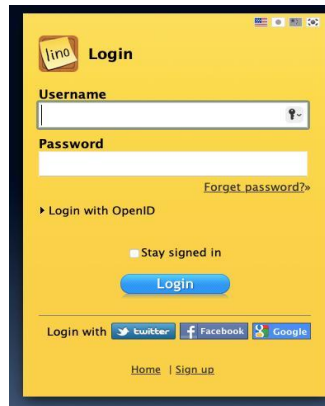 lino Login
Username
Password
Forget password?»
Login with OpenID
Stay signed in
Login
Login with twitter Facebook Google
Home | Sign up